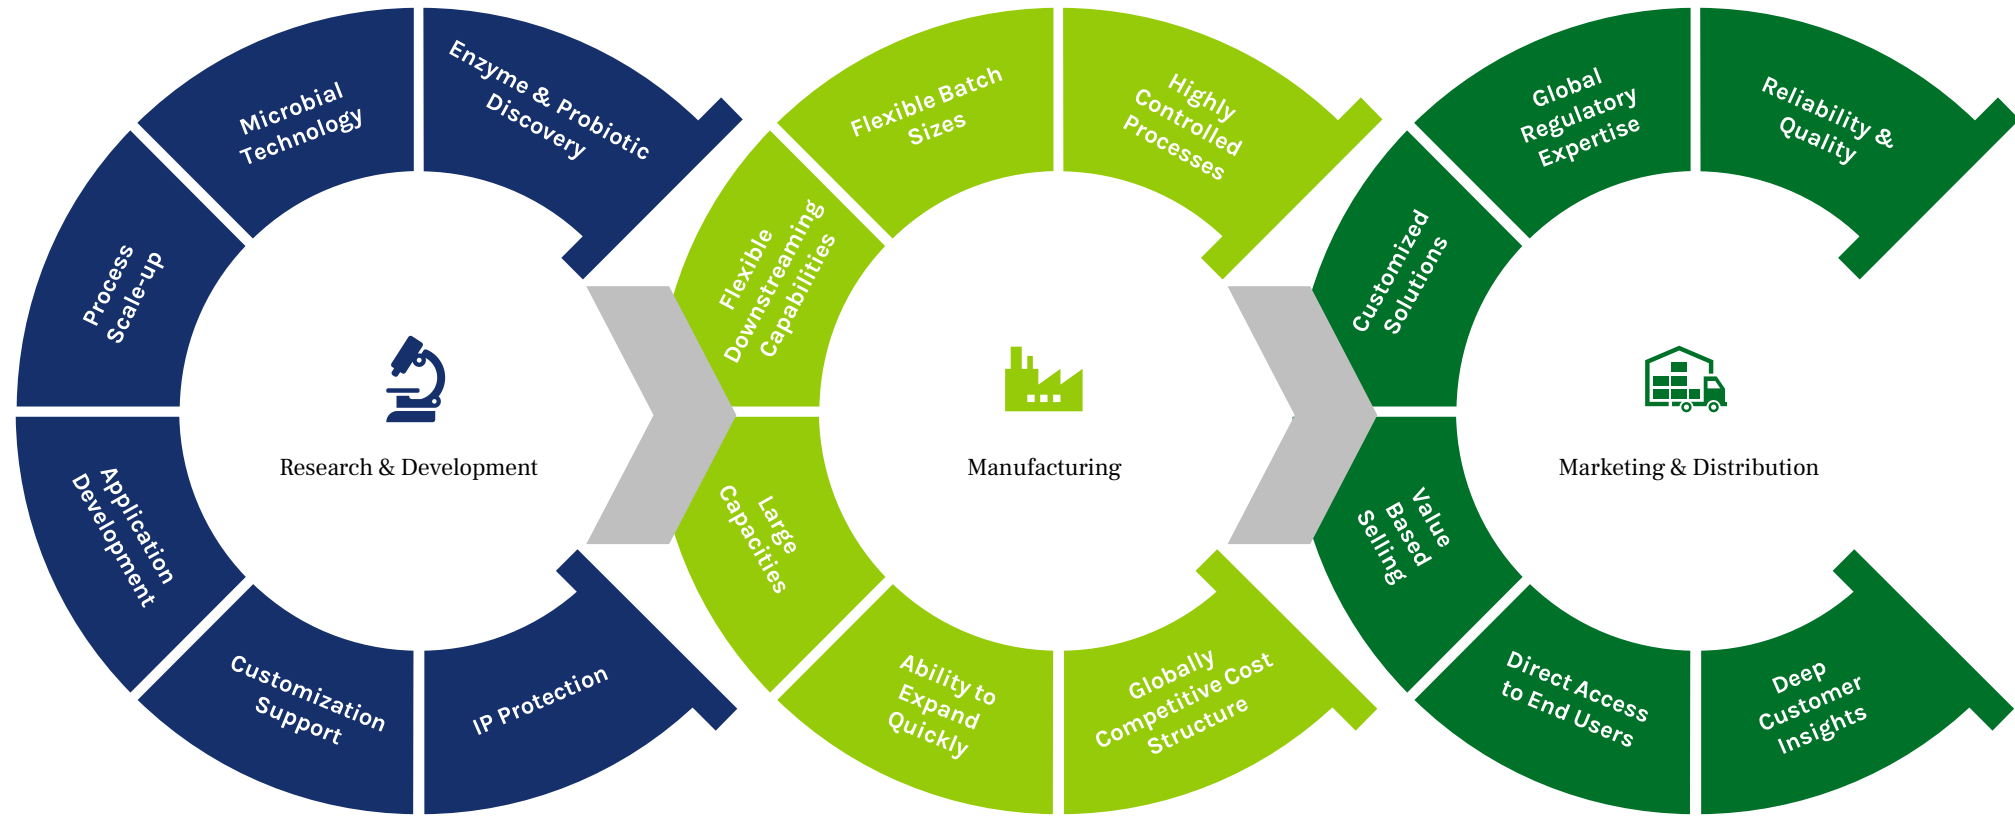 Enzyme & Probiotic
Discovery
Microbial
Technology
Process
Scale-up
Application
Development
Customization
Support
IP Protection
Research & Development
Highly
Controlled
Processes
Flexible Batch
Sizes
Flexible
Downstreaming
Capabilities
Large
Capacities
Ability to
Expand
Quickly
Globally
Competitive Cost
Structure
Manufacturing
Reliability &
Quality
Global
Regulatory
Expertise
Customized
Solutions
Value
Based
Selling
Direct Access
to End Users
Deep
Customer
Insights
Marketing & Distribution